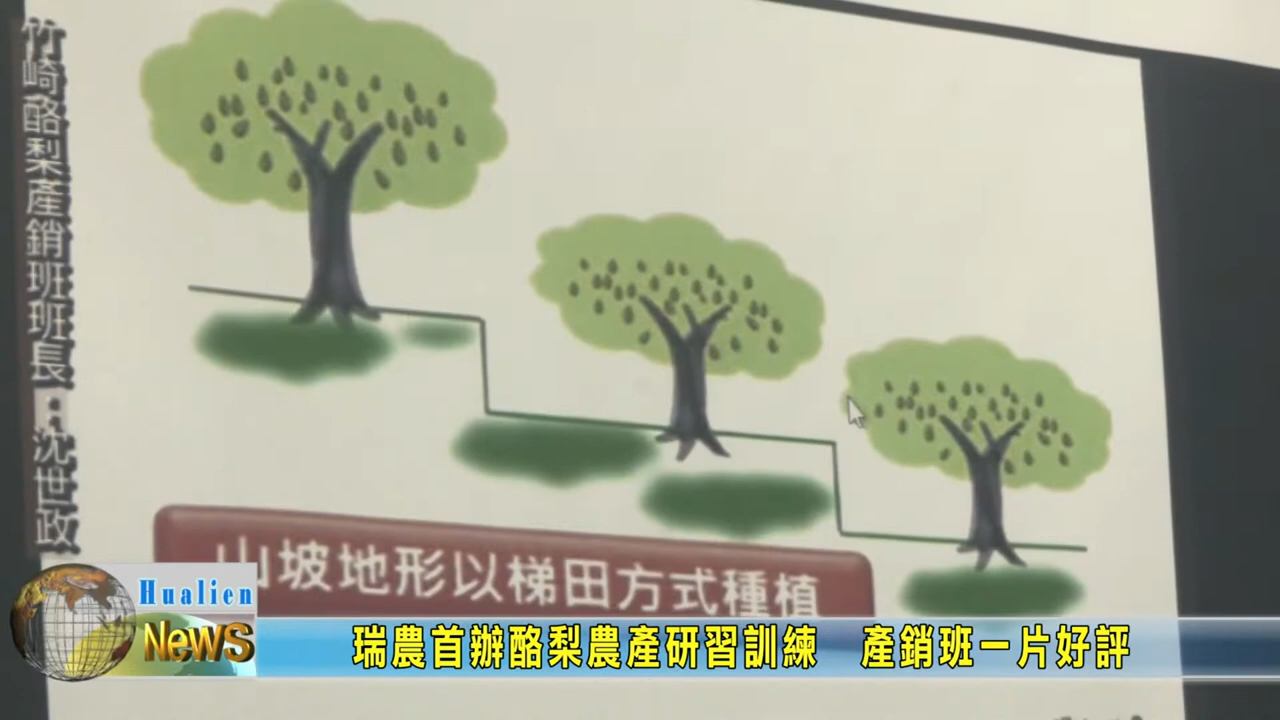 竹崎酪梨產銷班班長：沈世政
山坡地形以梯田方式種植
Hualien
NewS
瑞農首辦酪梨農產研習訓練 產銷班一片好評